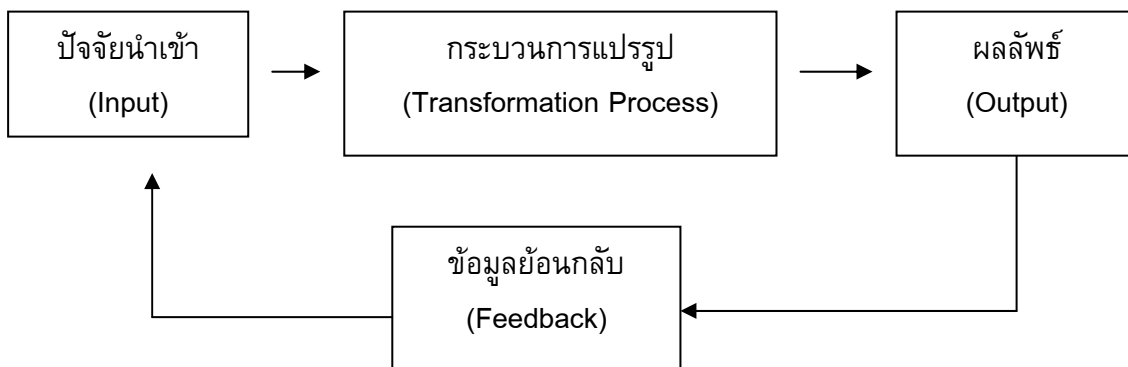 ปัจจัยนำเข้า
(Input)
กระบวนการแปรรูป
(Transformation Process)
ผลลัพธ์
(Output)
ข้อมูลย้อนกลับ
(Feedback)